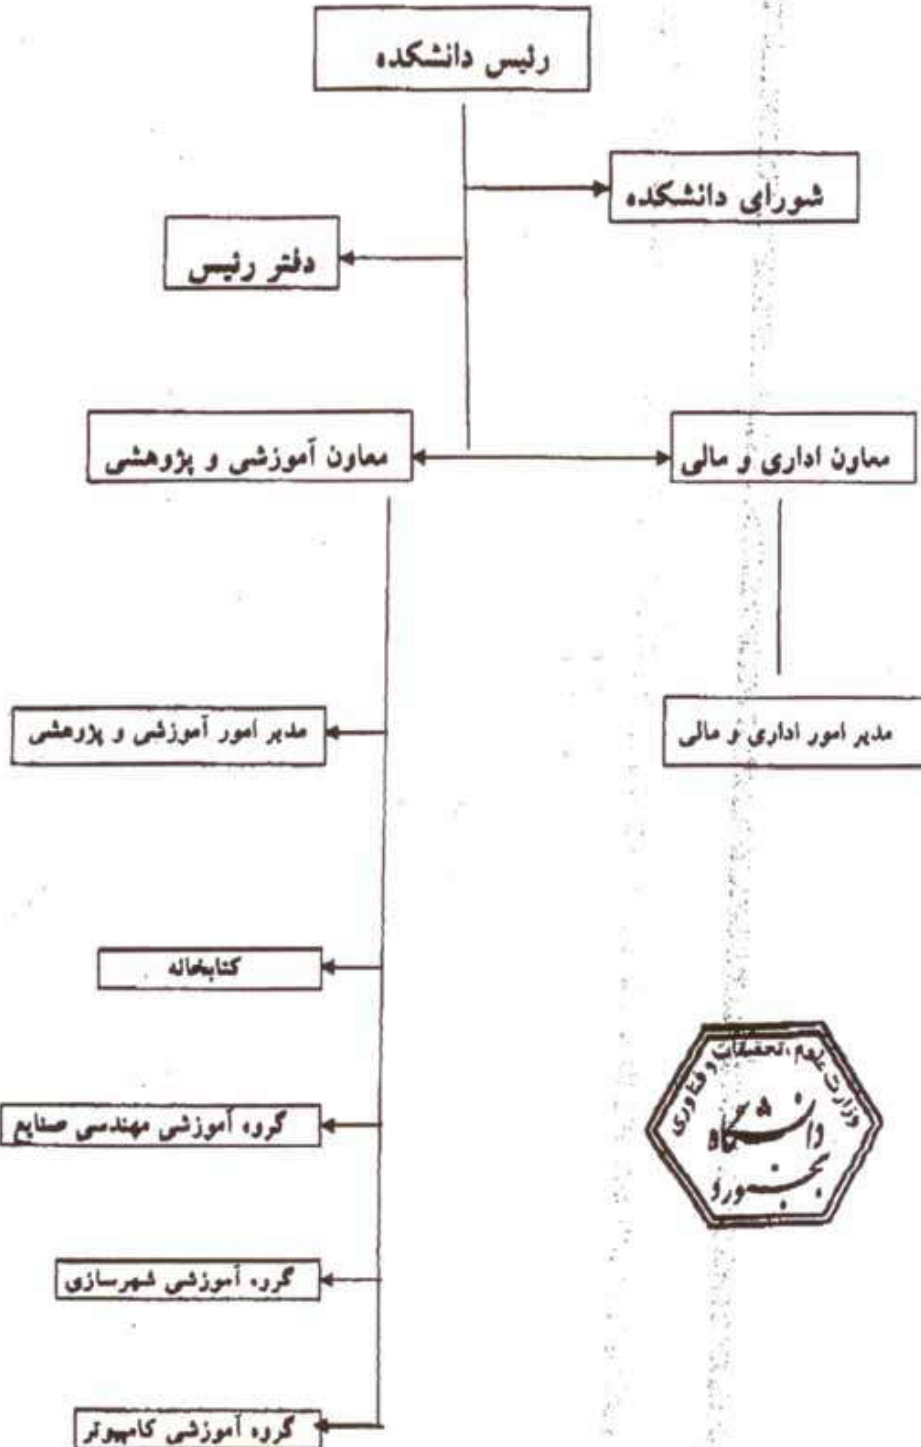 رئیس دانشکده
شورای دانشکده
دفتر رئیس
معاون اداری و مالی
معاون آموزشی و پژوهشی
مدیر امور اداری و مالی
مدیر امور آموزشی و پژوهشی
کتابخانه
گروه آموزشی مهندسی صنایع
گروه آموزشی شهرسازی
گروه آموزشی کامپیوتر
وزارت علوم، تحقیقات و فناوری
دانشگاه
بجنورد